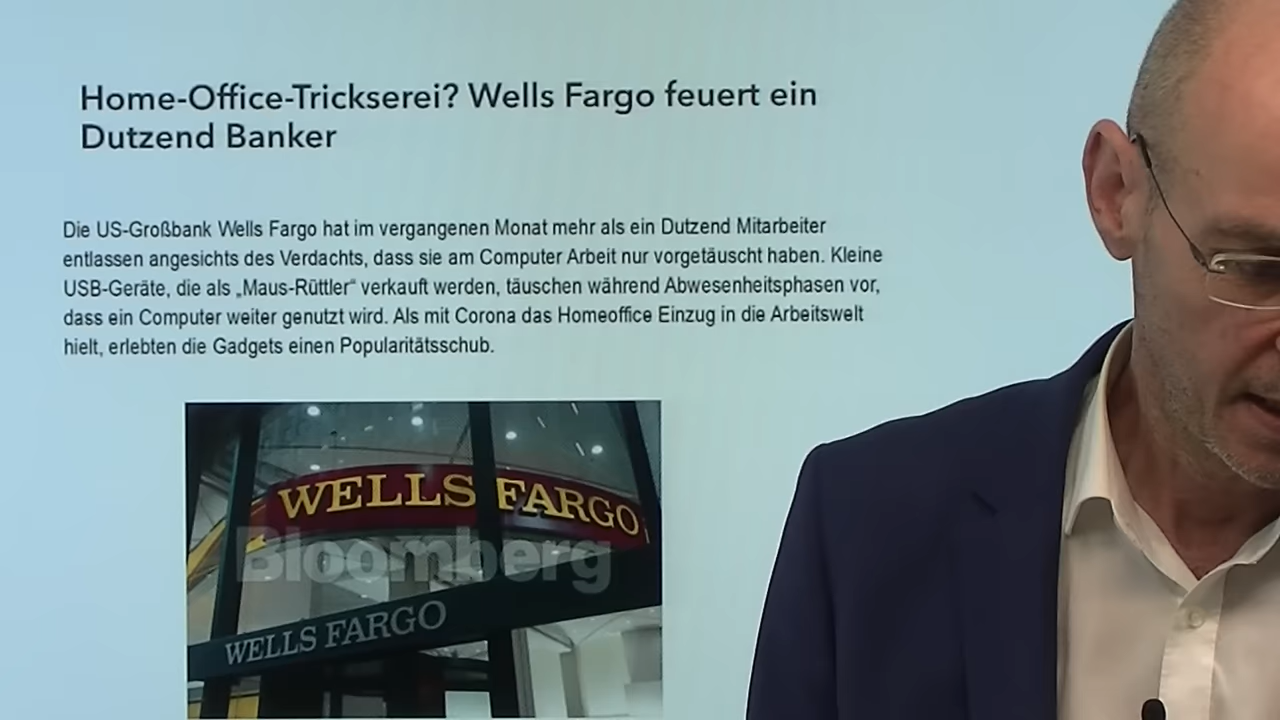 Home-Office-Trickserei? Wells Fargo feuert ein
Dutzend Banker
Die US-Großbank Wells Fargo hat im vergangenen Monat mehr als ein Dutzend Mitarbeiter
entlassen angesichts des Verdachts, dass sie am Computer Arbeit nur vorgetäuscht haben. Kleine
USB-Geräte, die als „Maus-Rüttler“ verkauft werden, täuschen während Abwesenheitsphasen vor,
dass ein Computer weiter genutzt wird. Als mit Corona das Homeoffice Einzug in die Arbeitswelt
hielt, erlebten die Gadgets einen Popularitätsschub.
WELLS FARGO
Bloomberg
WELLS FARGO